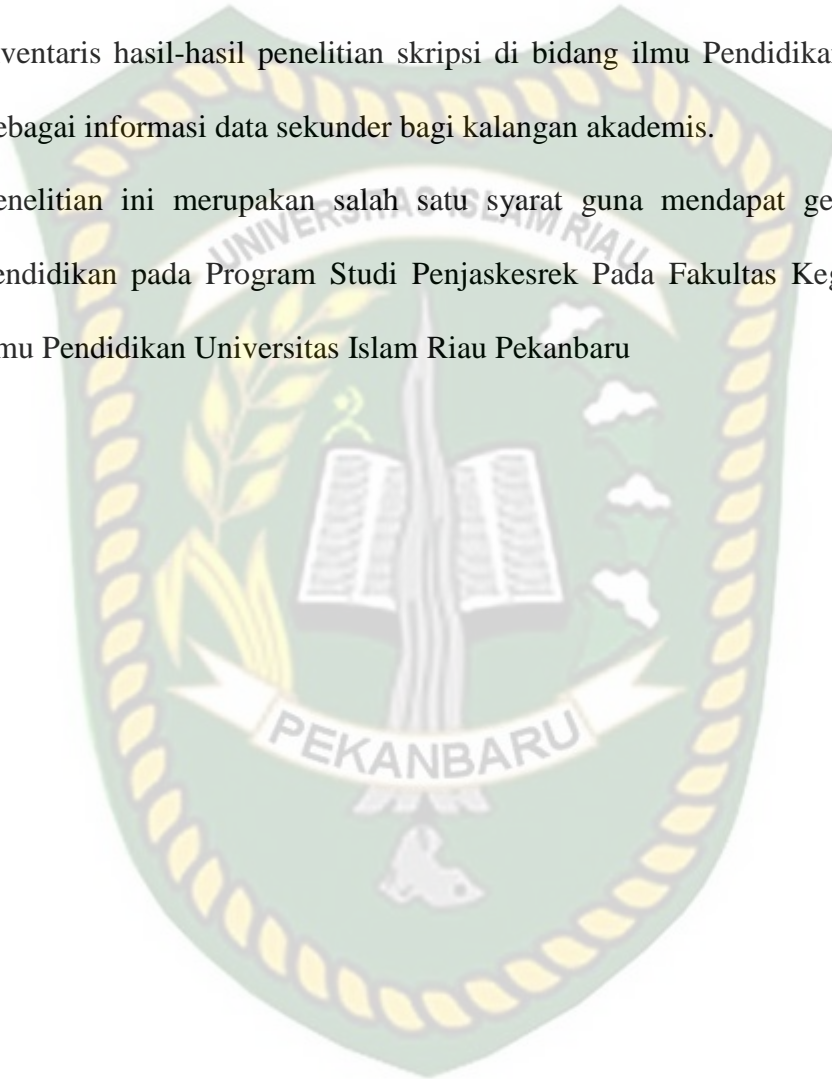 ventaris hasil-hasil penelitian skripsi di bidang ilmu Pendidikan
ebagai informasi data sekunder bagi kalangan akademis.
enelitian ini merupakan salah satu syarat guna mendapat ge
endidikan pada Program Studi Penjaskesrek Pada Fakultas Keg
mu Pendidikan Universitas Islam Riau Pekanbaru
UNIVERSITAS ISLAM RIAU
PEKANBARU